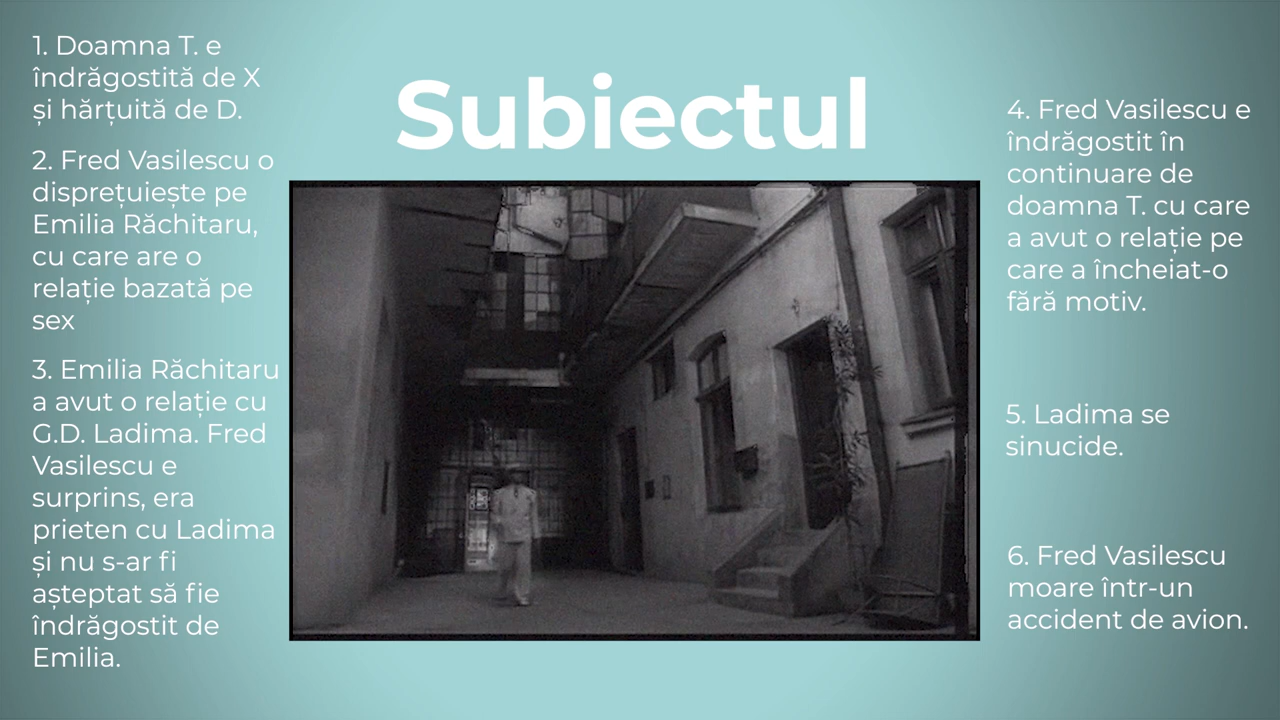 Subiectul
1. Doamna T. e
îndrăgostită de X
și hărțuită de D.
2. Fred Vasilescu o
disprețuiește pe
Emilia Răchitaru,
cu care are o
relație bazată pe
sex
3. Emilia Răchitaru
a avut o relație cu
G.D. Ladima. Fred
Vasilescu e
surprins, era
prieten cu Ladima
și nu s-ar fi
așteptat să fie
îndrăgostit de
Emilia.
4. Fred Vasilescu e
îndrăgostit în
continuare de
doamna T. cu care
a avut o relație pe
care a încheiat-o
fără motiv.
5. Ladima se
sinucide.
6. Fred Vasilescu
moare într-un
accident de avion.